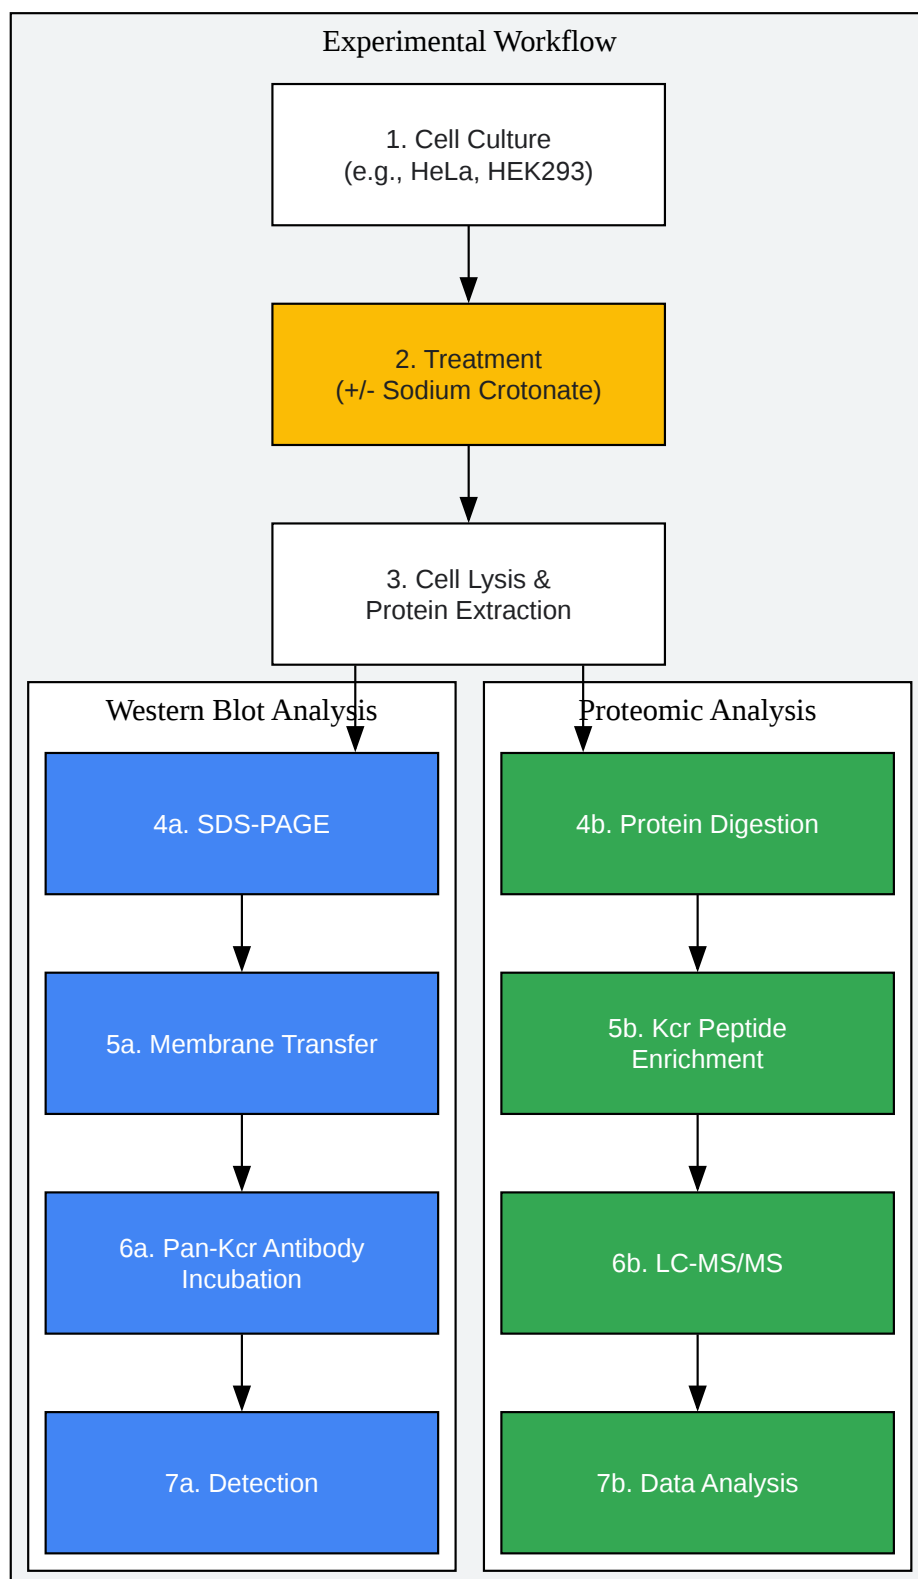 Experimental Workflow
1. Cell Culture
(e.g., HeLa, HEK293)
2. Treatment
(+/- Sodium Crotonate)
3. Cell Lysis &
Protein Extraction
Western Blot Analysis
4a. SDS-PAGE
5a. Membrane Transfer
6a. Pan-Kcr Antibody
Incubation
7a. Detection
Proteomic Analysis
4b. Protein Digestion
5b. Kcr Peptide
Enrichment
6b. LC-MS/MS
7b. Data Analysis